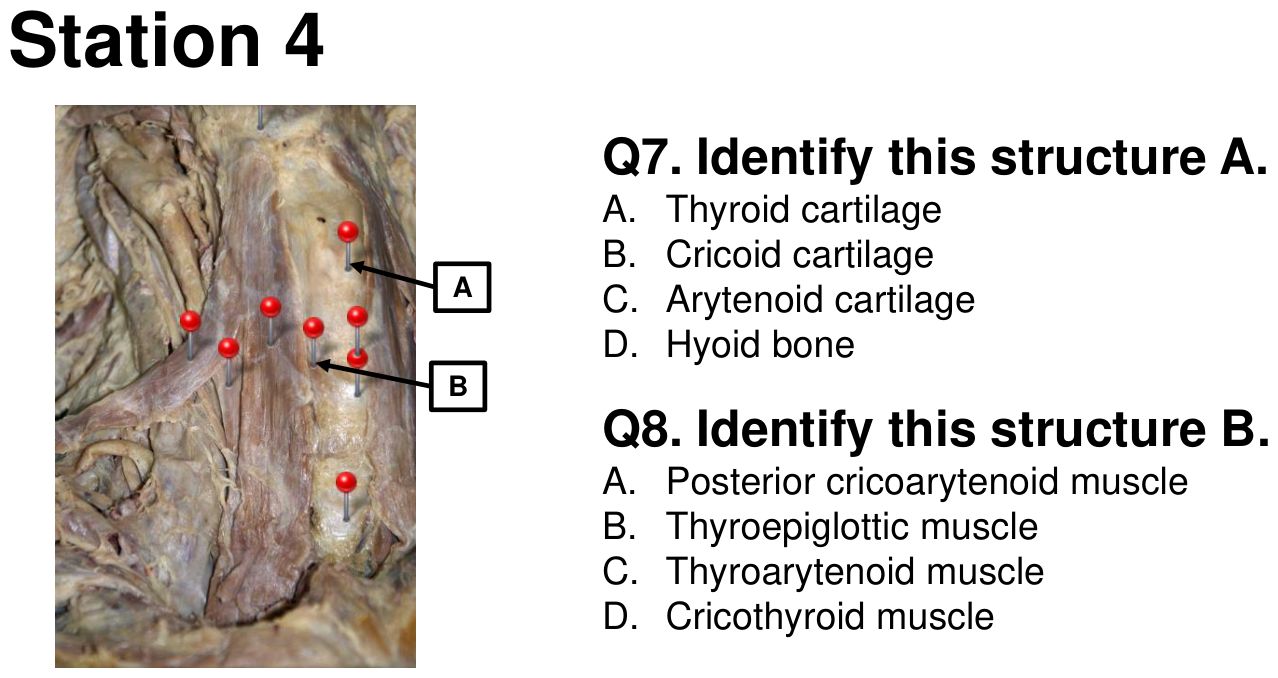 Station 4
Q7. Identify this structure A.
A. Thyroid cartilage
B. Cricoid cartilage
C. Arytenoid cartilage
D. Hyoid bone
A
B
Q8. Identify this structure B.
A. Posterior cricoarytenoid muscle
B. Thyroepiglottic muscle
C. Thyroarytenoid muscle
D. Cricothyroid muscle